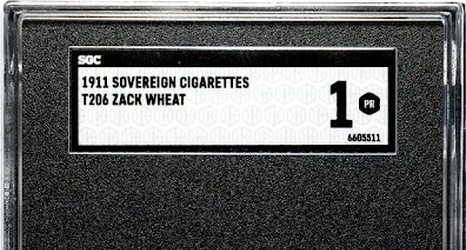 SGC
1911 SOVEREIGN CIGARETTES
T206 ZACK WHEAT
1 PR
6605511